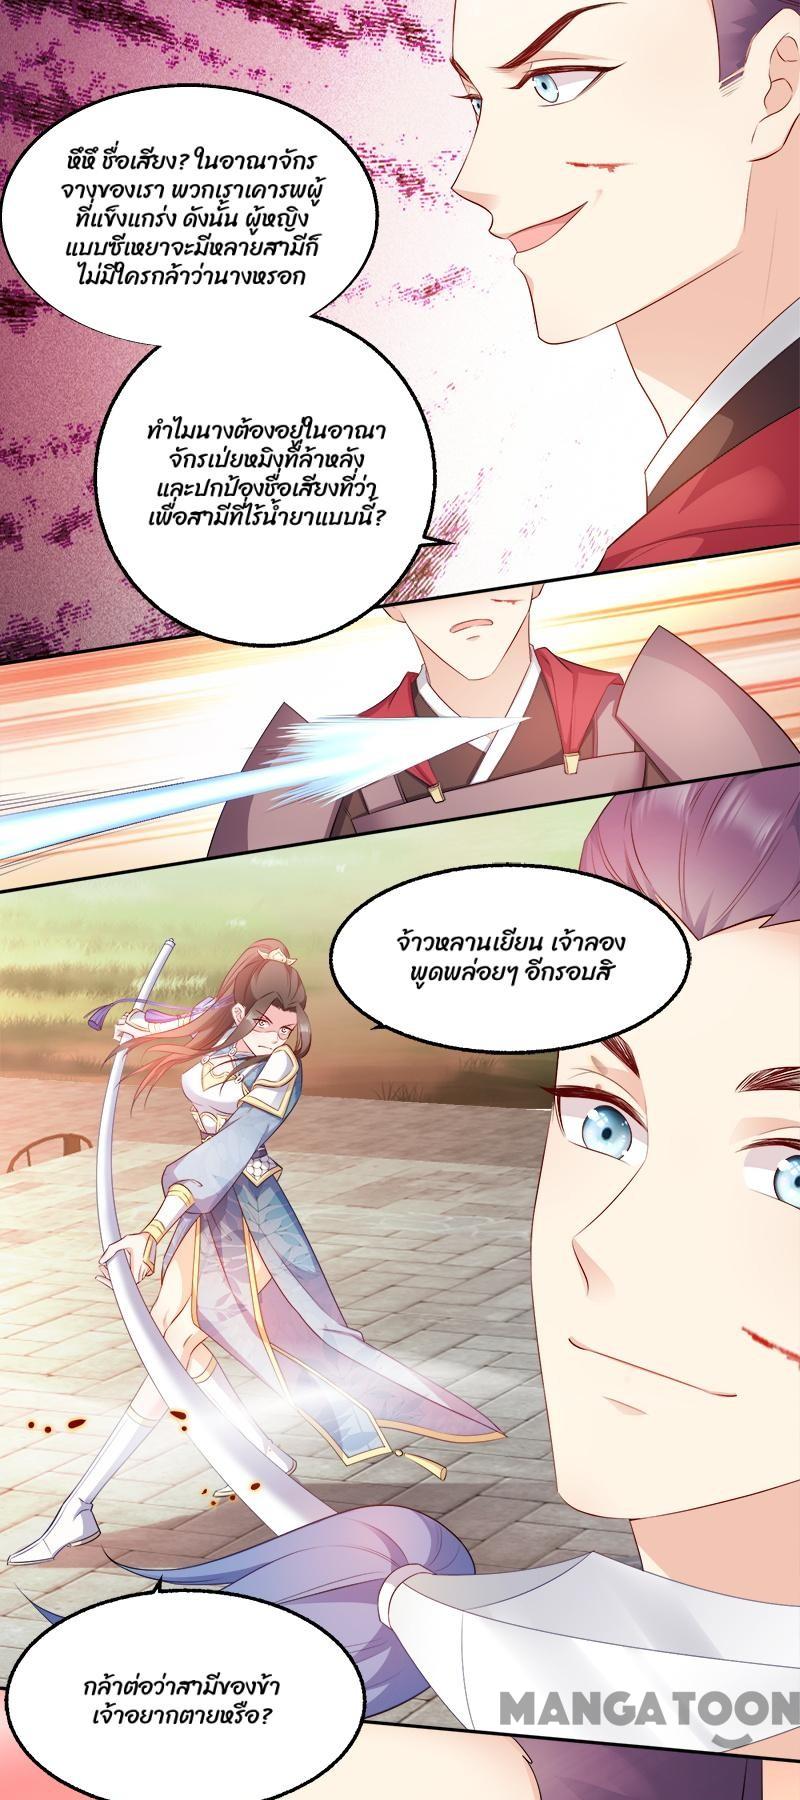 หึหึ ชื่อเสียง? ในอาณาจักร
จางของเรา พวกเราเคารพผู้
ที่แข็งแกร่ง ดังนั้น ผู้หญิง
แบบซีเหยาจะมีหลายสามีก็
ไม่มีใครกล้าว่านางหรอก
ทำไมนางต้องอยู่ในอาณา
จักรเป่ยหมิงที่ล้าหลัง
และปกป้องชื่อเสียงที่ว่า
เพื่อสามีที่ไร้น้ำยาแบบนี้?
จ้าวหลานเยียน เจ้าลอง
พูดพล่อยๆ อีกรอบสิ
กล้าต่อว่าสามีของข้า
เจ้าอยากตายหรือ?
MANGATOON